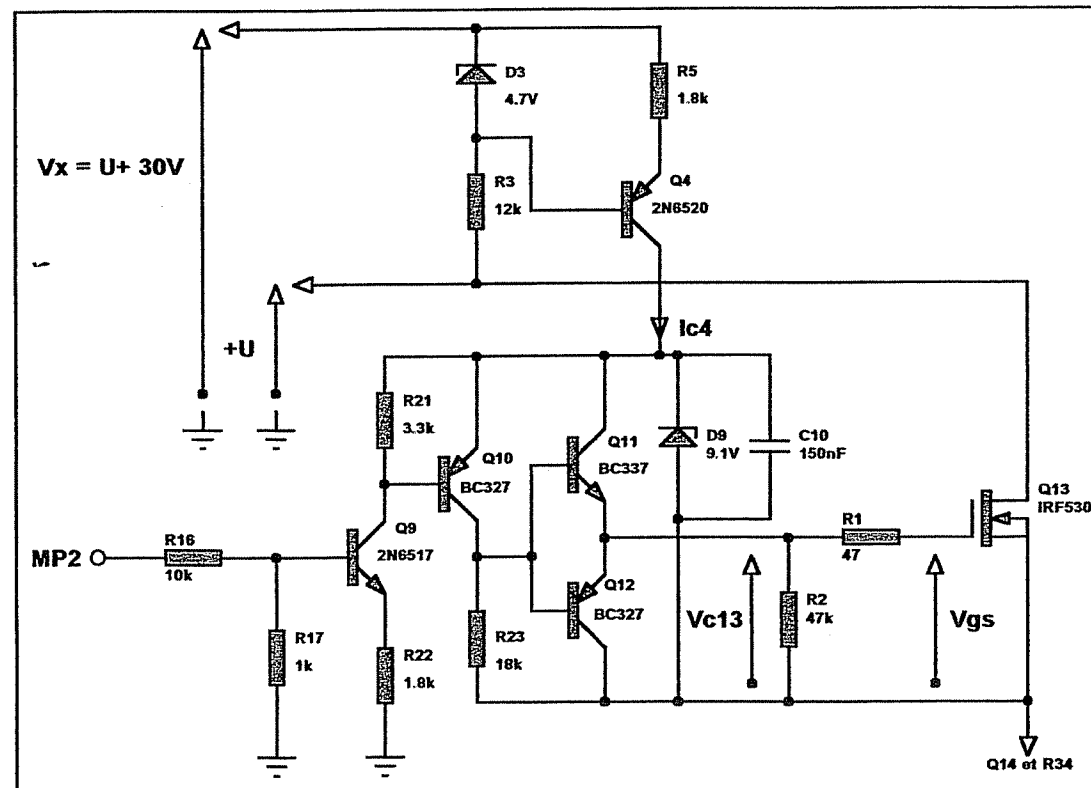 D3
4.7V
R5
1.8k
Vx = U+ 30V
R3
12k
Q4
2N6520
Ic4
+U
R21
3.3k
Q10
BC327
Q11
BC337
D9
9.1V
C10
150nF
Q13
IRF530
Q9
2N6517
R1
47
MP2
R16
10k
Q12
BC327
Vc13
R2
47k
Vgs
R17
1k
R23
18k
R22
1.8k
Q14 et R34